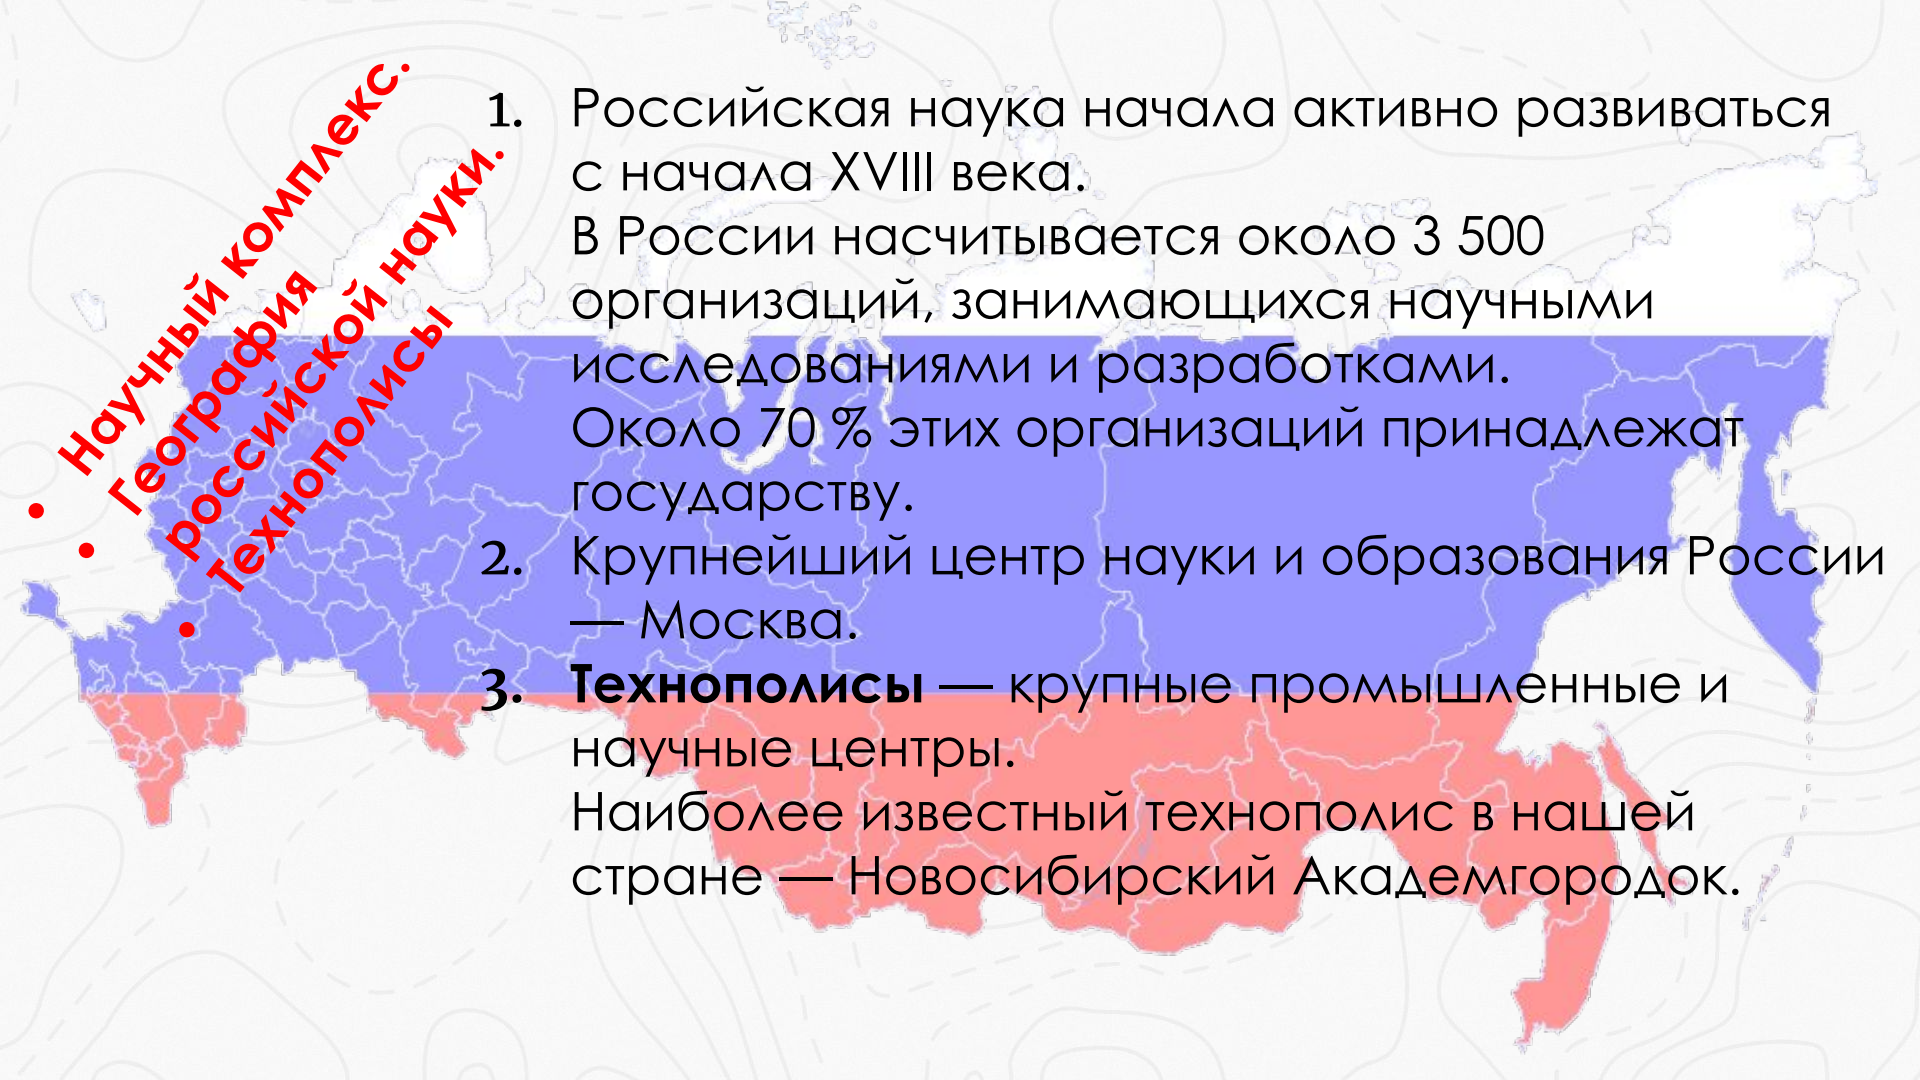 • Научный комплекс.
• География
российской науки.
• Технополисы
1. Российская наука начала активно развиваться
с начала XVIII века.
В России насчитывается около 3 500
организаций, занимающихся научными
исследованиями и разработками.
Около 70 % этих организаций принадлежат
государству.
2. Крупнейший центр науки и образования России
— Москва.
3. Технополисы — крупные промышленные и
научные центры.
Наиболее известный технополис в нашей
стране — Новосибирский Академгородок.